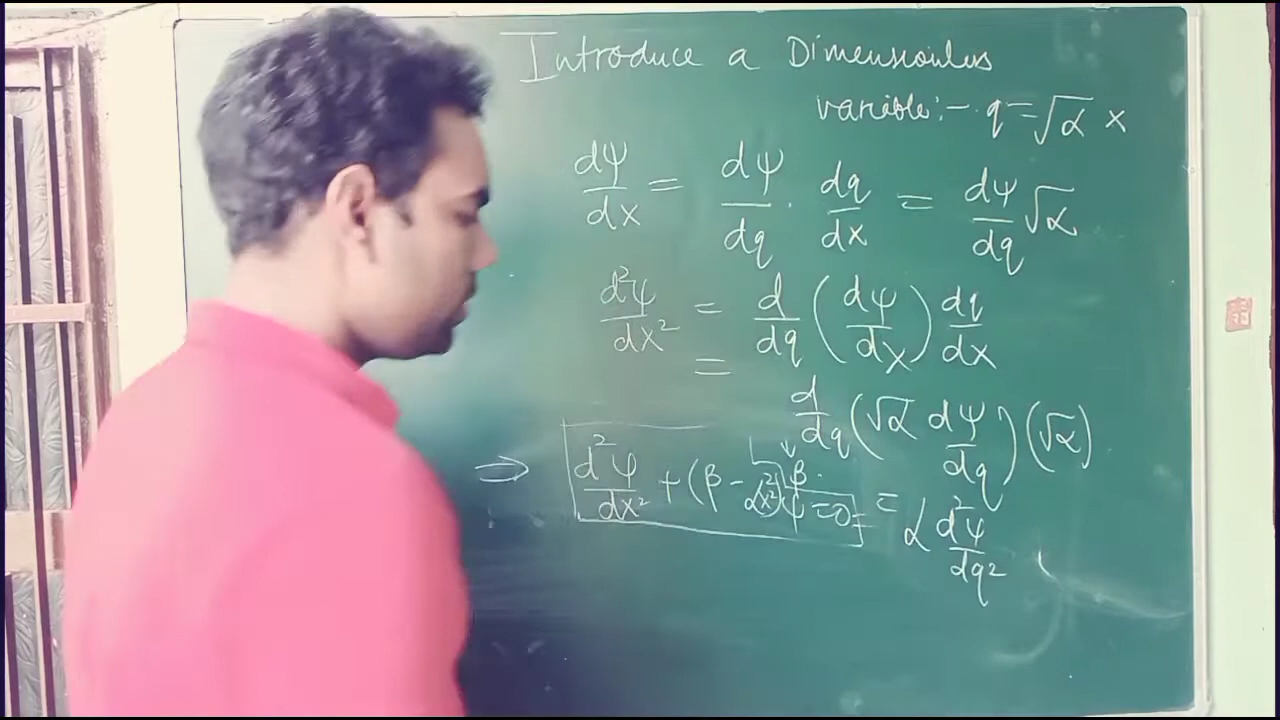 Introduce a Dimensionless
variable:- q = √α x
dψ/dx = dψ/dq · dq/dx = dψ/dq √α
d²ψ/dx² = d/dq (dψ/dx) dq/dx
= d/dq (√α dψ/dq) (√α)
⇒ d²ψ/dx² + (β - α²x²) ψ = 0
= α d²ψ/dq²